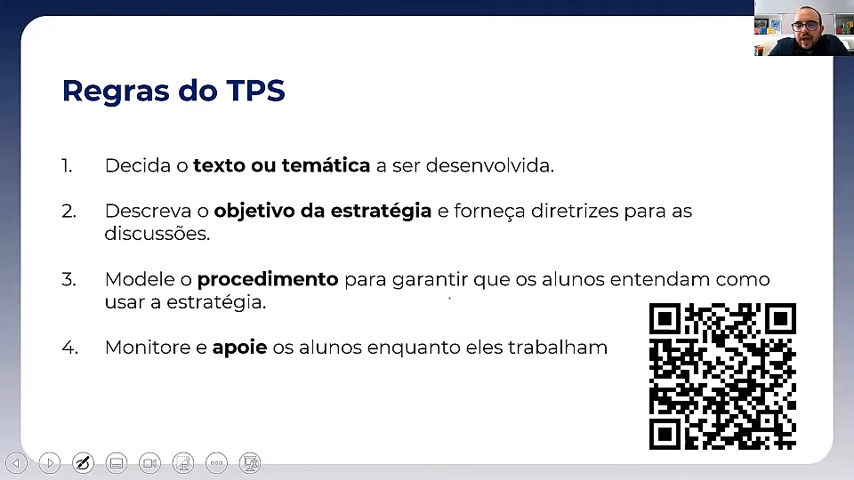 Regras do TPS
1. Decida o texto ou temática a ser desenvolvida.
2. Descreva o objetivo da estratégia e forneça diretrizes para as
discussões.
3. Modele o procedimento para garantir que os alunos entendam como
usar a estratégia.
4. Monitore e apoie os alunos enquanto eles trabalham